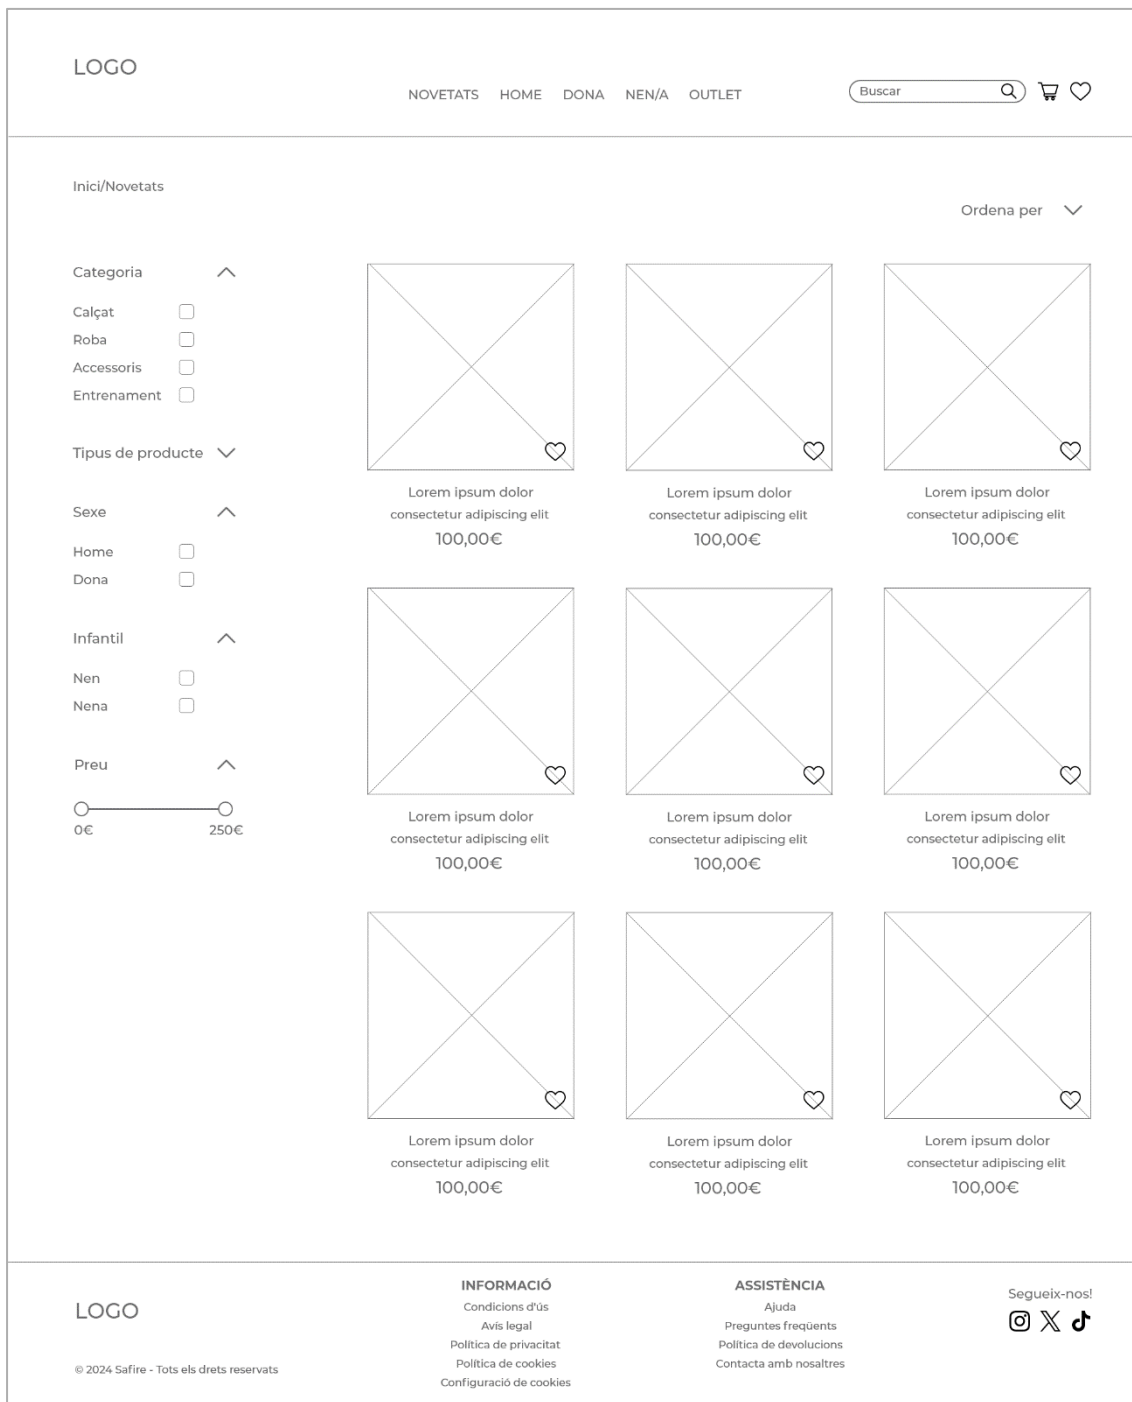 LOGO
NOVETATS HOME DONA NEN/A OUTLET
Buscar
Inici/Novetats
Ordena per
Categoria
Calçat
Roba
Accessoris
Entrenament
Tipus de producte
Sexe
Home
Dona
Infantil
Nen
Nena
Preu
0€ 250€
Lorem ipsum dolor
consectetur adipiscing elit
100,00€
Lorem ipsum dolor
consectetur adipiscing elit
100,00€
Lorem ipsum dolor
consectetur adipiscing elit
100,00€
Lorem ipsum dolor
consectetur adipiscing elit
100,00€
Lorem ipsum dolor
consectetur adipiscing elit
100,00€
Lorem ipsum dolor
consectetur adipiscing elit
100,00€
Lorem ipsum dolor
consectetur adipiscing elit
100,00€
Lorem ipsum dolor
consectetur adipiscing elit
100,00€
Lorem ipsum dolor
consectetur adipiscing elit
100,00€
LOGO
© 2024 Safire - Tots els drets reservats
INFORMACIÓ
Condicions d'ús
Avís legal
Política de privacitat
Política de cookies
Configuració de cookies
ASSISTÈNCIA
Ajuda
Preguntes freqüents
Política de devolucions
Contacta amb nosaltres
Segueix-nos!